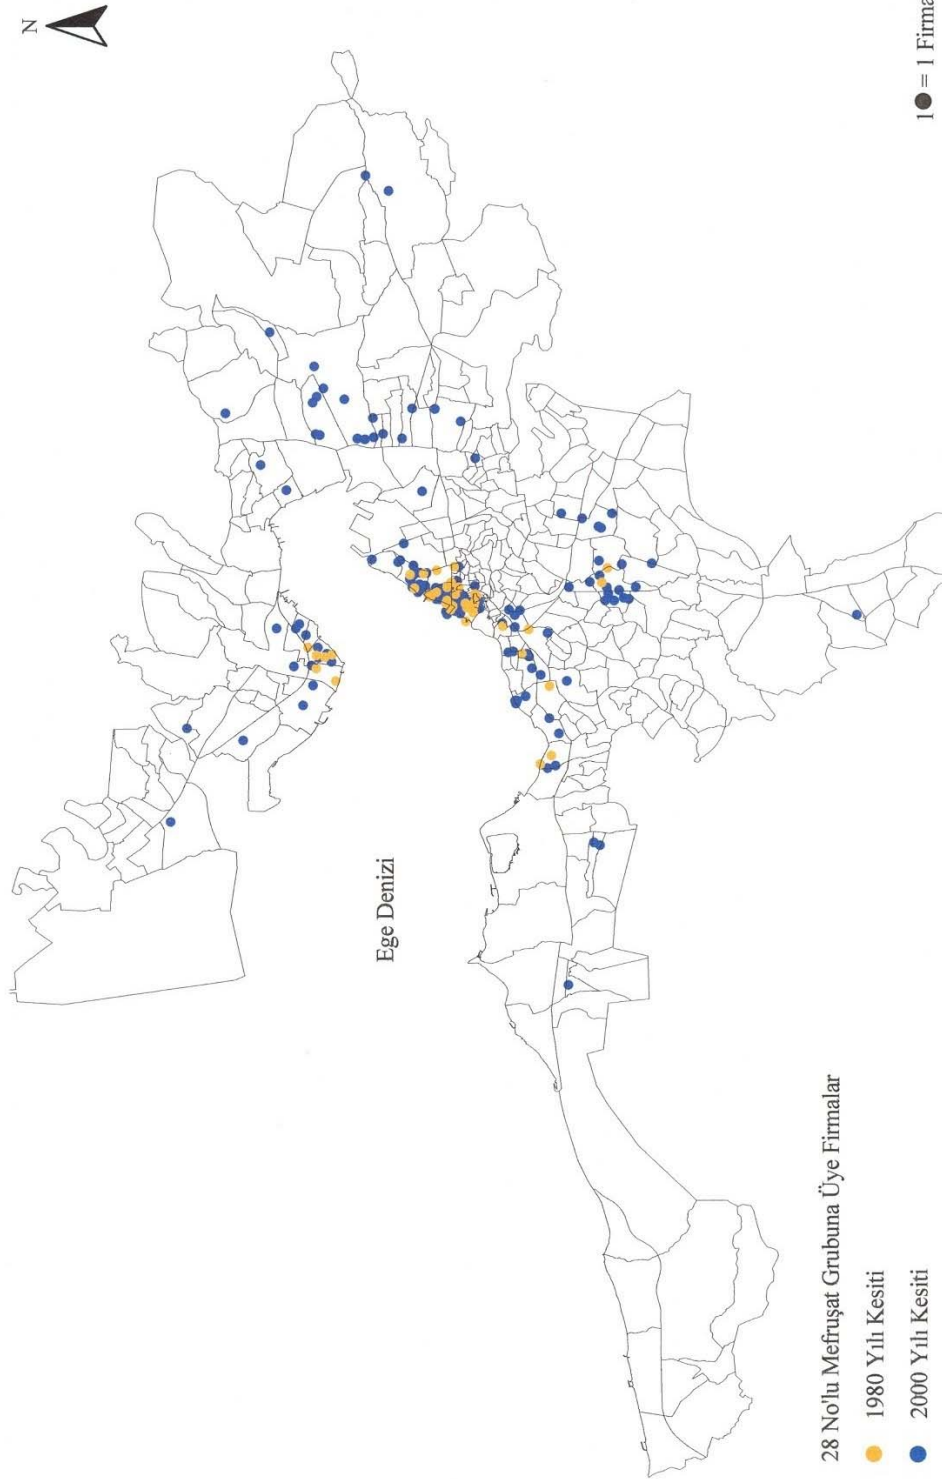 N
Ege Denizi
28 No'lu Mefruşat Grubuna Üye Firmalar
1980 Yılı Kesiti
2000 Yılı Kesiti
1 = 1 Firma